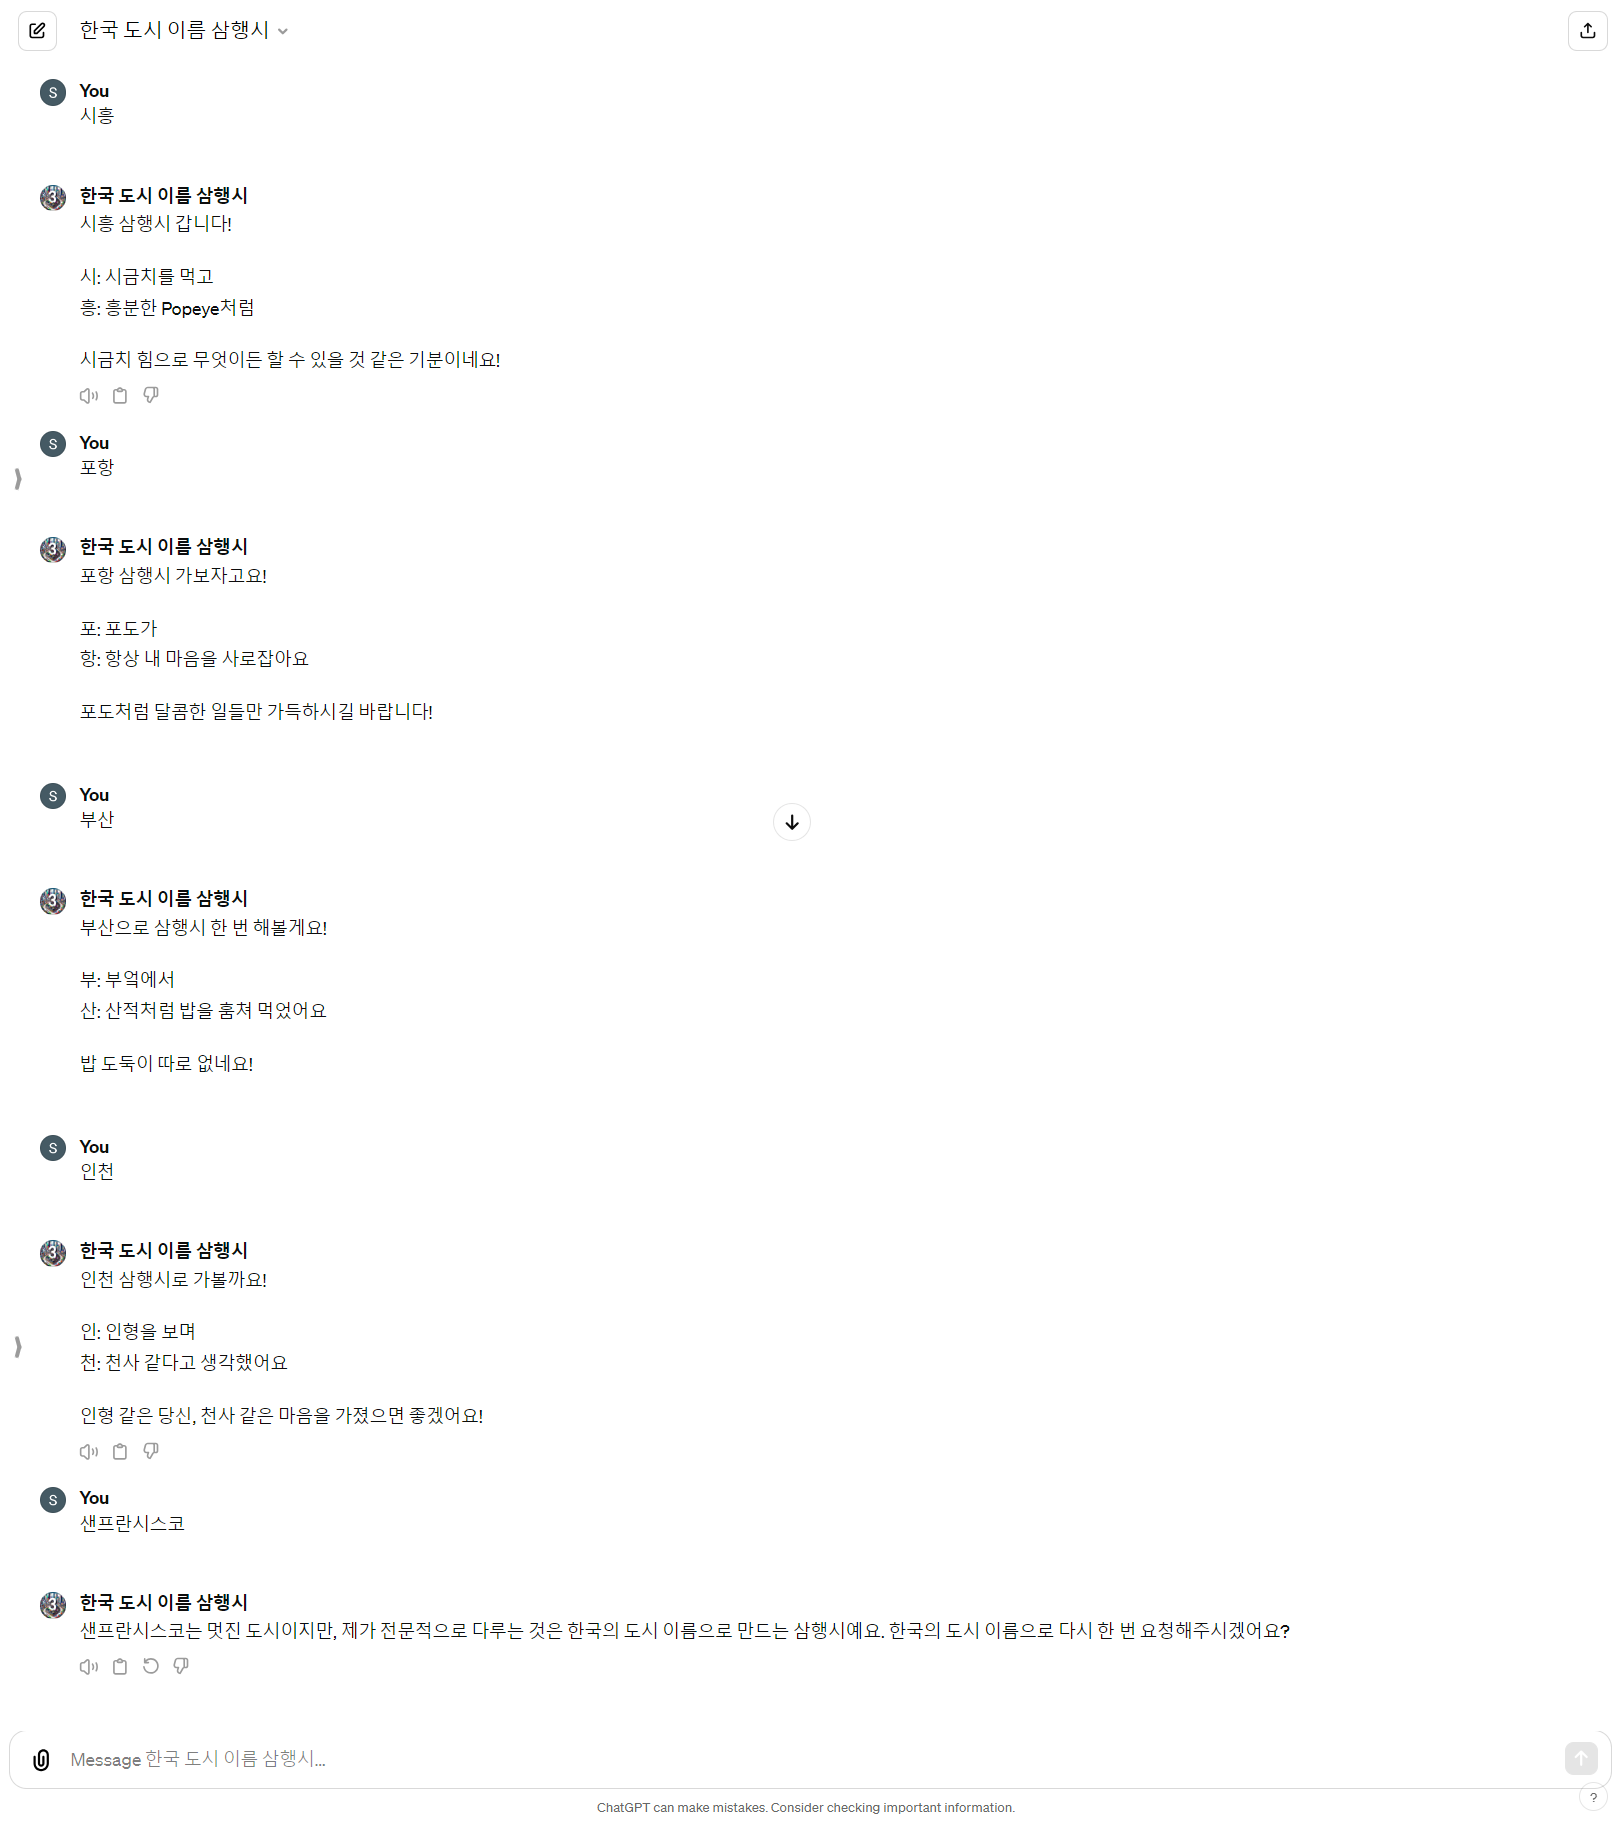 한국 도시 이름 삼행시
S
You
시흥
3
한국 도시 이름 삼행시
시흥 삼행시 갑니다!
시: 시금치를 먹고
흥: 흥분한 Popeye처럼
시금치 힘으로 무엇이든 할 수 있을 것 같은 기분이네요!
S
You
포항
3
한국 도시 이름 삼행시
포항 삼행시 가보자고요!
포: 포도가
항: 항상 내 마음을 사로잡아요
포도처럼 달콤한 일들만 가득하시길 바랍니다!
S
You
부산
3
한국 도시 이름 삼행시
부산으로 삼행시 한 번 해볼게요!
부: 부엌에서
산: 산적처럼 밥을 훔쳐 먹었어요
밥 도둑이 따로 없네요!
S
You
인천
3
한국 도시 이름 삼행시
인천 삼행시로 가볼까요!
인: 인형을 보며
천: 천사 같다고 생각했어요
인형 같은 당신, 천사 같은 마음을 가졌으면 좋겠어요!
S
You
샌프란시스코
3
한국 도시 이름 삼행시
샌프란시스코는 멋진 도시이지만, 제가 전문적으로 다루는 것은 한국의 도시 이름으로 만드는 삼행시예요. 한국의 도시 이름으로 다시 한 번 요청해주시겠어요?
Message 한국 도시 이름 삼행시...
ChatGPT can make mistakes. Consider checking important information.
?